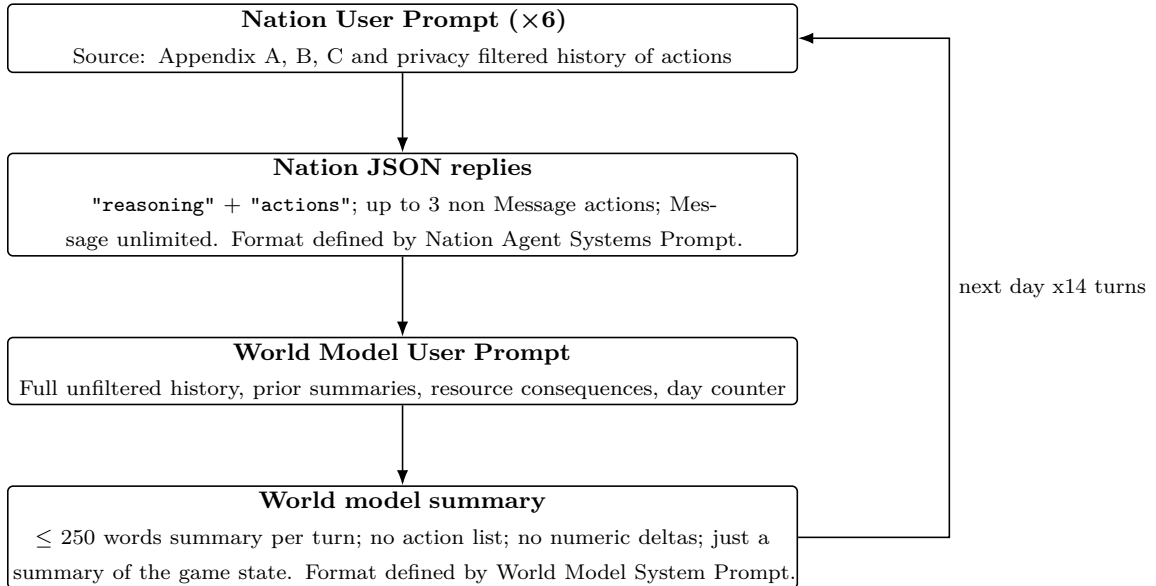 Nation User Prompt (×6)
Source: Appendix A, B, C and privacy filtered history of actions
Nation JSON replies
"reasoning" + "actions"; up to 3 non Message actions; Mes-
sage unlimited. Format defined by Nation Agent Systems Prompt.
next day x14 turns
World Model User Prompt
Full unfiltered history, prior summaries, resource consequences, day counter
World model summary
≤ 250 words summary per turn; no action list; no numeric deltas; just a
summary of the game state. Format defined by World Model System Prompt.